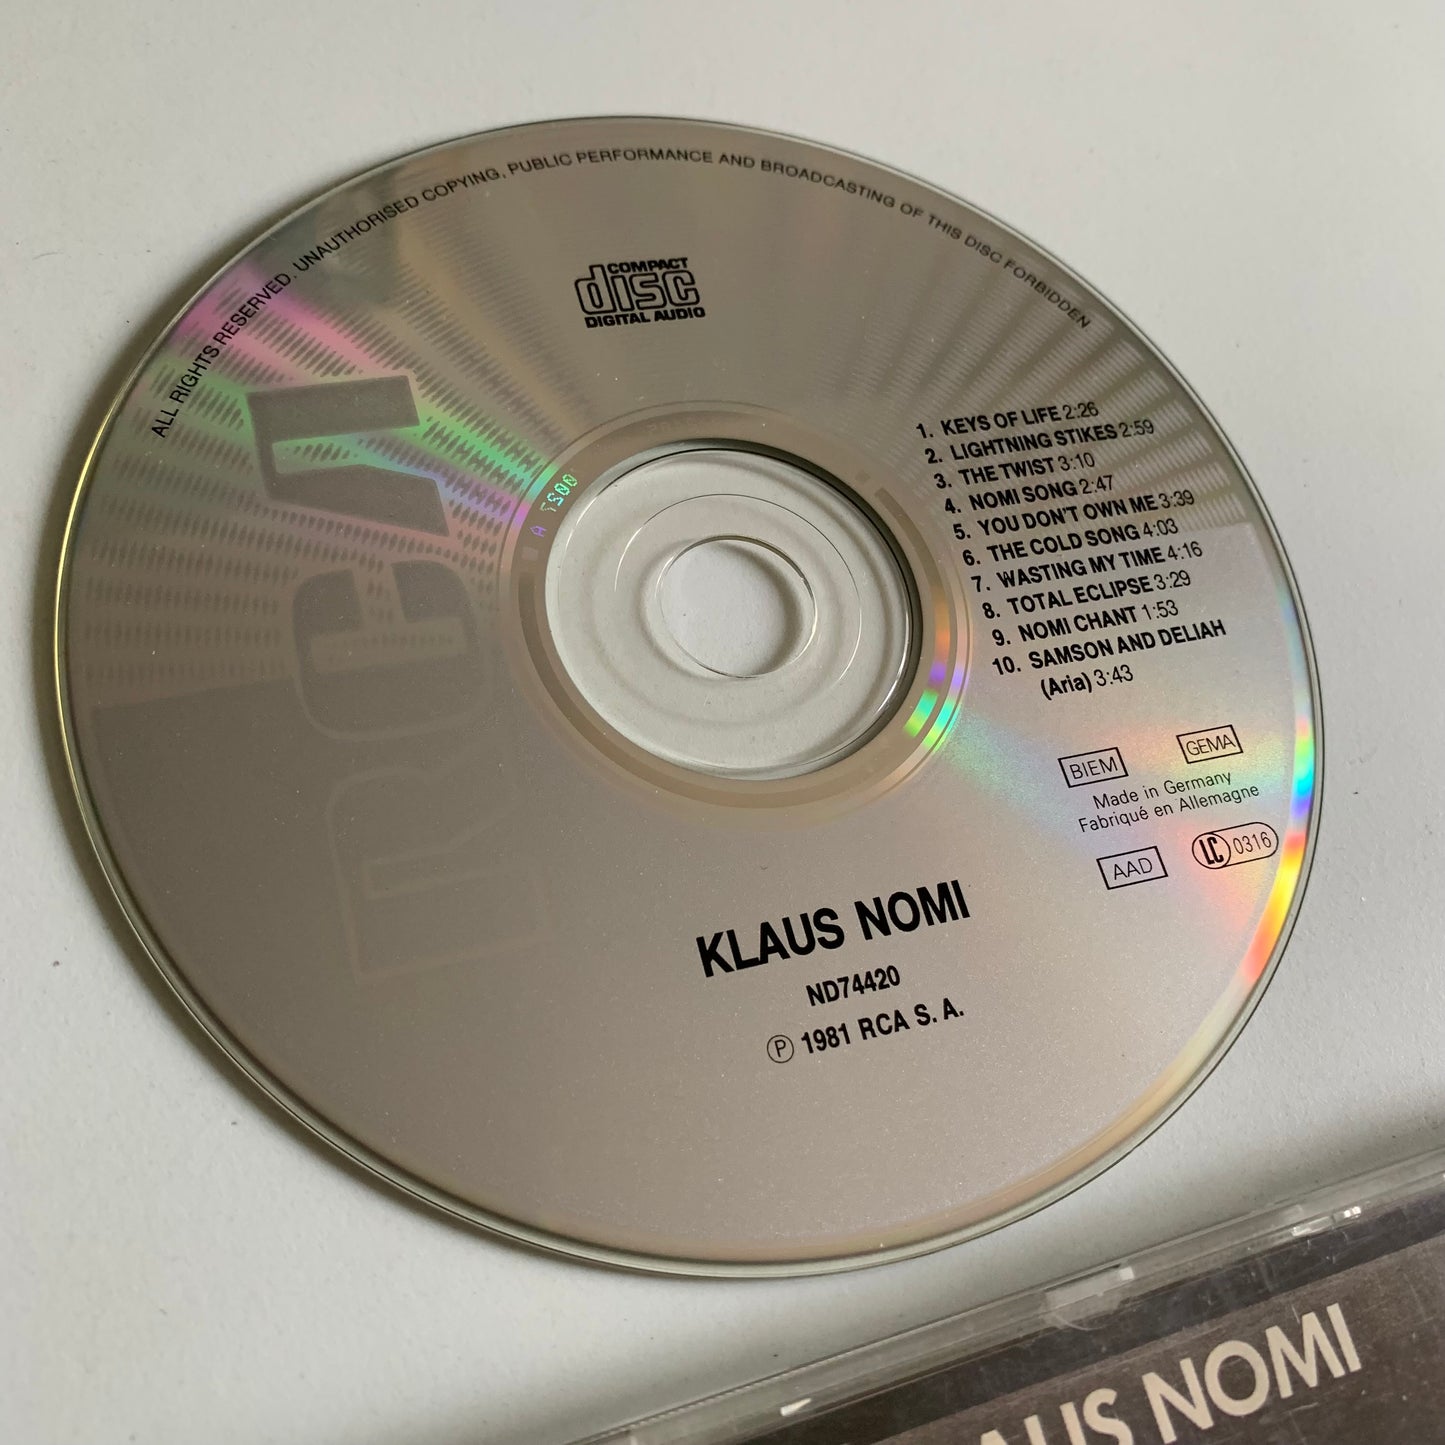 ALL RIGHTS RESERVED. UNAUTHORISED COPYING, PUBLIC PERFORMANCE AND BROADCASTING OF THIS DISC FORBIDDEN
COMPACT
disc
DIGITAL AUDIO
RCA
1. KEYS OF LIFE 2:26
2. LIGHTNING STIKES 2:59
3. THE TWIST 3:10
4. NOMI SONG 2:47
5. YOU DON'T OWN ME 3:39
6. THE COLD SONG 4:03
7. WASTING MY TIME 4:16
8. TOTAL ECLIPSE 3:29
9. NOMI CHANT 1:53
10. SAMSON AND DELIAH
(Aria) 3:43
BIEM GEMA
Made in Germany
Fabriqué en Allemagne
AAD LC 0316
KLAUS NOMI
ND74420
Ⓟ 1981 RCA S. A.
NOMI